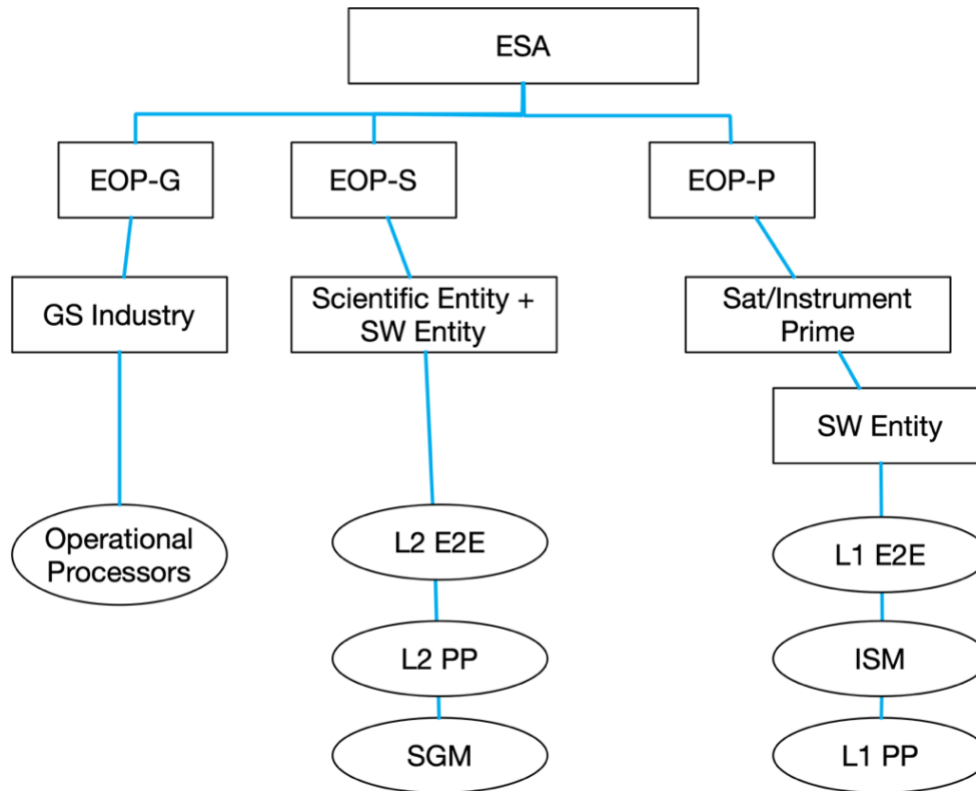 ESA
EOP-G
EOP-S
EOP-P
GS Industry
Scientific Entity +
SW Entity
Sat/Instrument
Prime
SW Entity
Operational
Processors
L2 E2E
L1 E2E
L2 PP
ISM
SGM
L1 PP